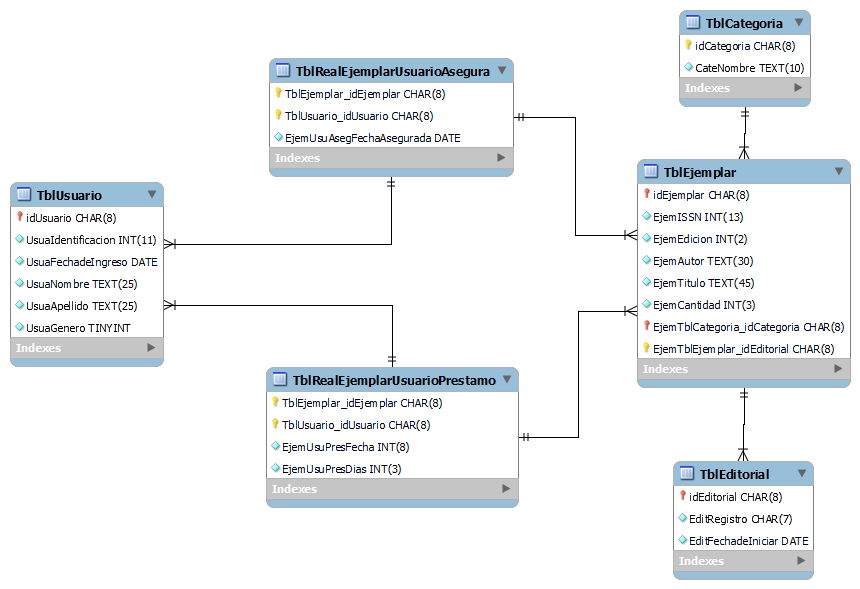 TblCategoria
idCategoria CHAR(8)
CateNombre TEXT(10)
Indexes
TblRealEjemplarUsuarioAsegura
TblEjemplar_idEjemplar CHAR(8)
TblUsuario_idUsuario CHAR(8)
EjemUsuAsegFechaAsegurada DATE
Indexes
TblUsuario
idUsuario CHAR(8)
UsuaIdentificacion INT(11)
UsuaFechadeIngreso DATE
UsuaNombre TEXT(25)
UsuaApellido TEXT(25)
UsuaGenero TINYINT
Indexes
TblEjemplar
idEjemplar CHAR(8)
EjemISSN INT(13)
EjemEdicion INT(2)
EjemAutor TEXT(30)
EjemTitulo TEXT(45)
EjemCantidad INT(3)
EjemTblCategoria_idCategoria CHAR(8)
EjemTblEjemplar_idEditorial CHAR(8)
Indexes
TblRealEjemplarUsuarioPrestamo
TblEjemplar_idEjemplar CHAR(8)
TblUsuario_idUsuario CHAR(8)
EjemUsuPresFecha INT(8)
EjemUsuPresDias INT(3)
Indexes
TblEditorial
idEditorial CHAR(8)
EditRegistro CHAR(7)
EditFechadeIniciar DATE
Indexes